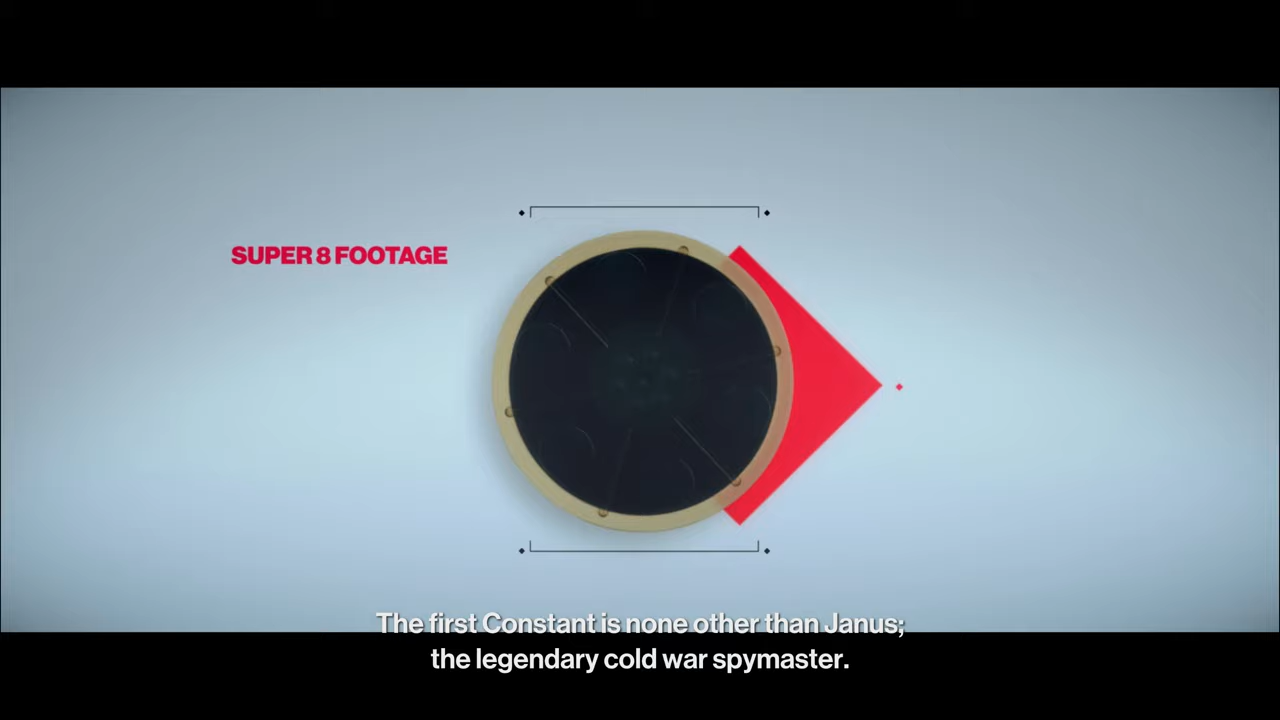 SUPER 8 FOOTAGE
The first Constant is none other than Janus;
the legendary cold war spymaster.